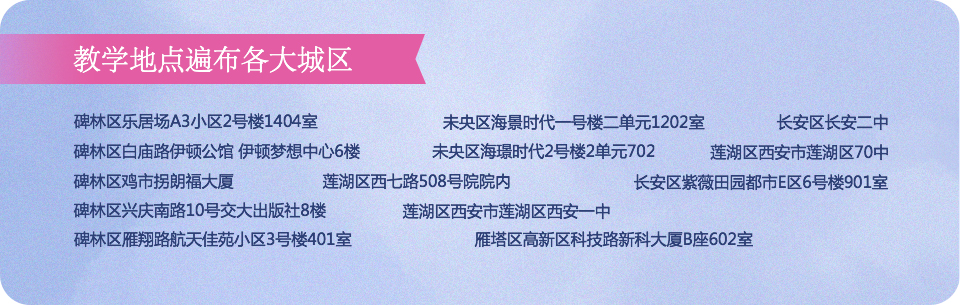 教学地点遍布各大城区
碑林区乐居场A3小区2号楼1404室 未央区海景时代一号楼二单元1202室 长安区长安二中
碑林区白庙路伊顿公馆 伊顿梦想中心6楼 未央区海璟时代2号楼2单元702 莲湖区西安市莲湖区70中
碑林区鸡市拐朗福大厦 莲湖区西七路508号院院内 长安区紫薇田园都市E区6号楼901室
碑林区兴庆南路10号交大出版社8楼 莲湖区西安市莲湖区西安一中
碑林区雁翔路航天佳苑小区3号楼401室 雁塔区高新区科技路新科大厦B座602室